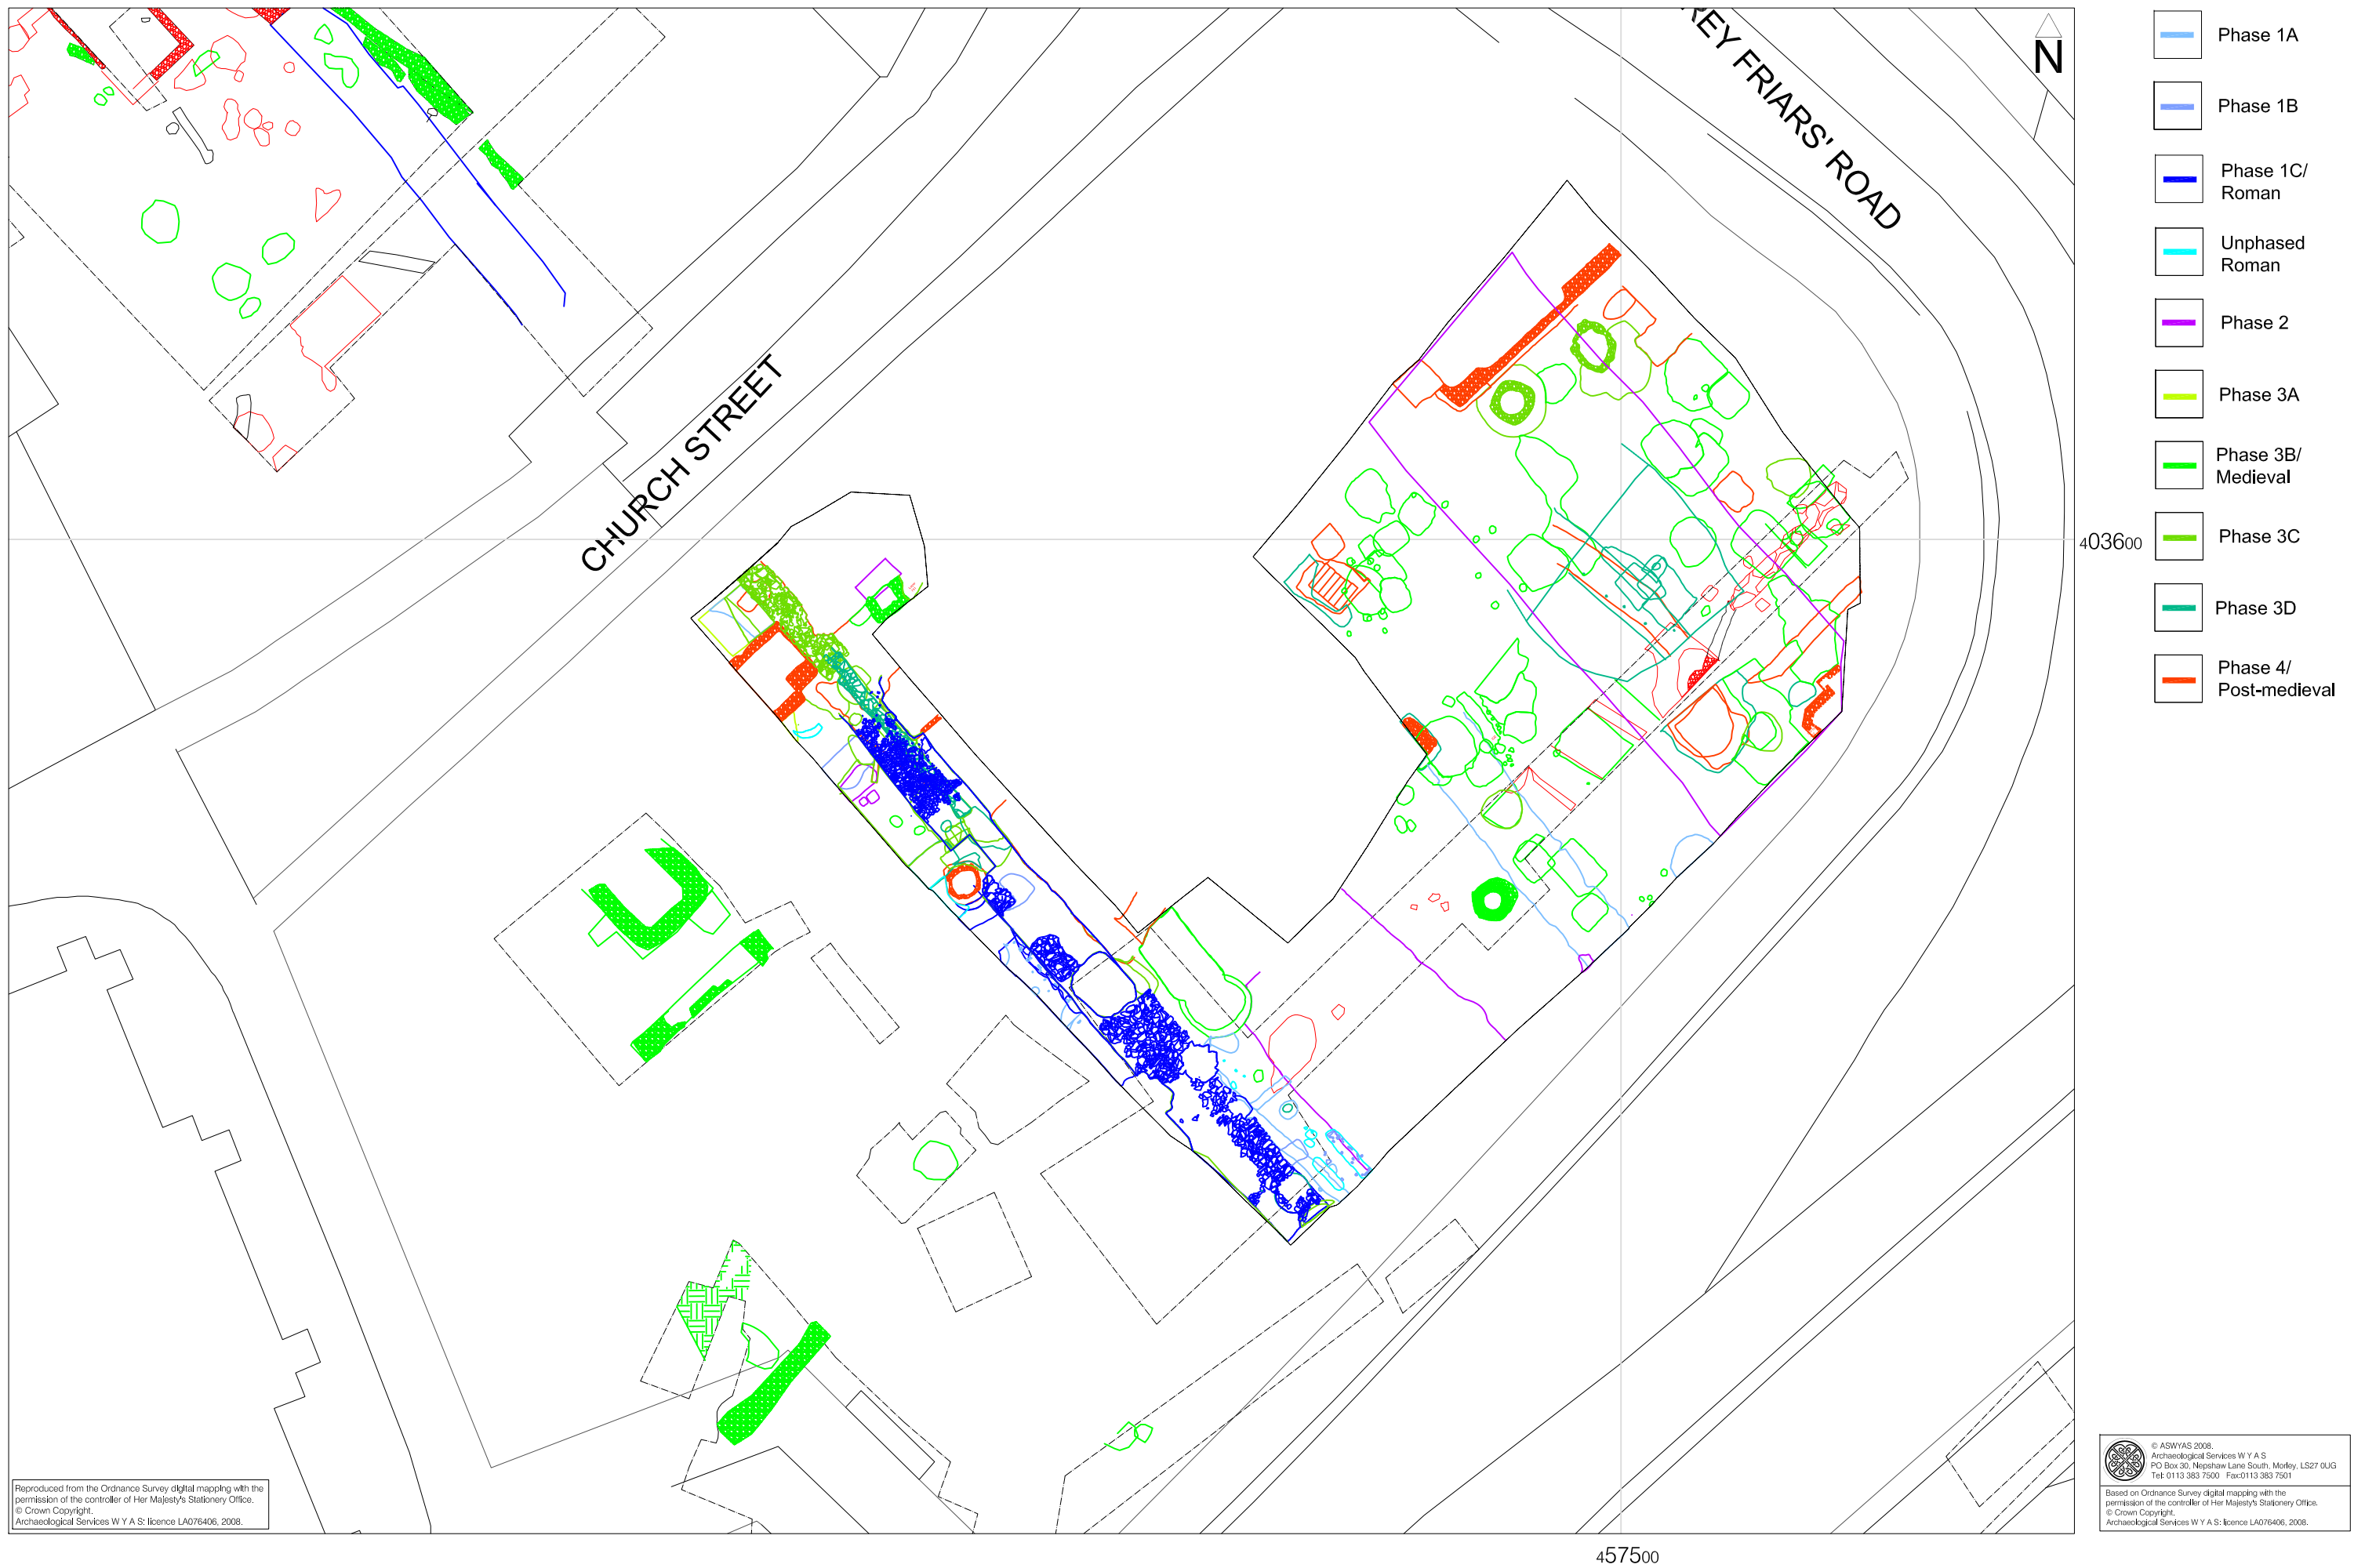 REY FRIARS' ROAD
N
CHURCH STREET
403600
457500
Phase 1A
Phase 1B
Phase 1C/
Roman
Unphased
Roman
Phase 2
Phase 3A
Phase 3B/
Medieval
Phase 3C
Phase 3D
Phase 4/
Post-medieval
Reproduced from the Ordnance Survey digital mapping with the
permission of the controller of Her Majesty's Stationery Office.
© Crown Copyright.
Archaeological Services W Y A S: licence LA076406, 2008.
© ASWYAS 2008.
Archaeological Services W Y A S
PO Box 30, Nepshaw Lane South, Morley, LS27 0UG
Tel: 0113 383 7500 Fax:0113 383 7501
Based on Ordnance Survey digital mapping with the
permission of the controller of Her Majesty's Stationery Office.
© Crown Copyright.
Archaeological Services W Y A S: licence LA076406, 2008.